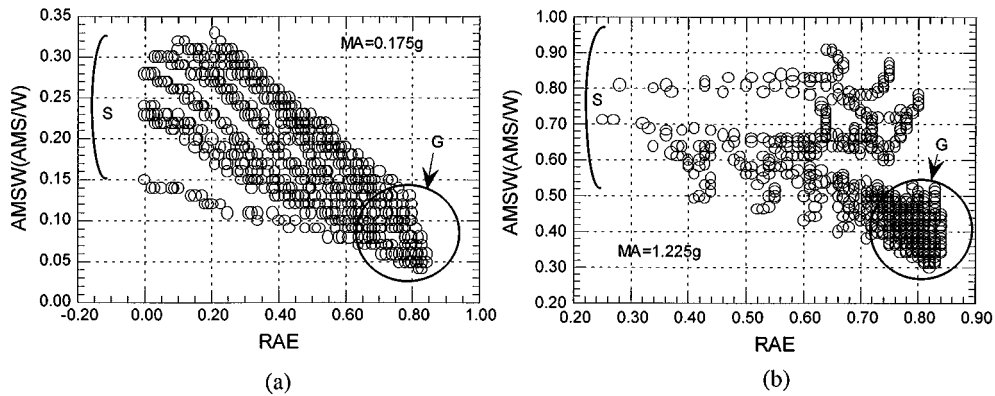 AMSW(AMS/W)
0.35
0.30
0.25
0.20
0.15
0.10
0.05
0.00
S
MA=0.175g
G
-0.20 0.00 0.20 0.40 0.60 0.80 1.00
RAE
(a)
AMSW(AMS/W)
1.00
0.90
0.80
0.70
0.60
0.50
0.40
0.30
0.20
S
G
MA=1.225g
0.20 0.30 0.40 0.50 0.60 0.70 0.80 0.90
RAE
(b)